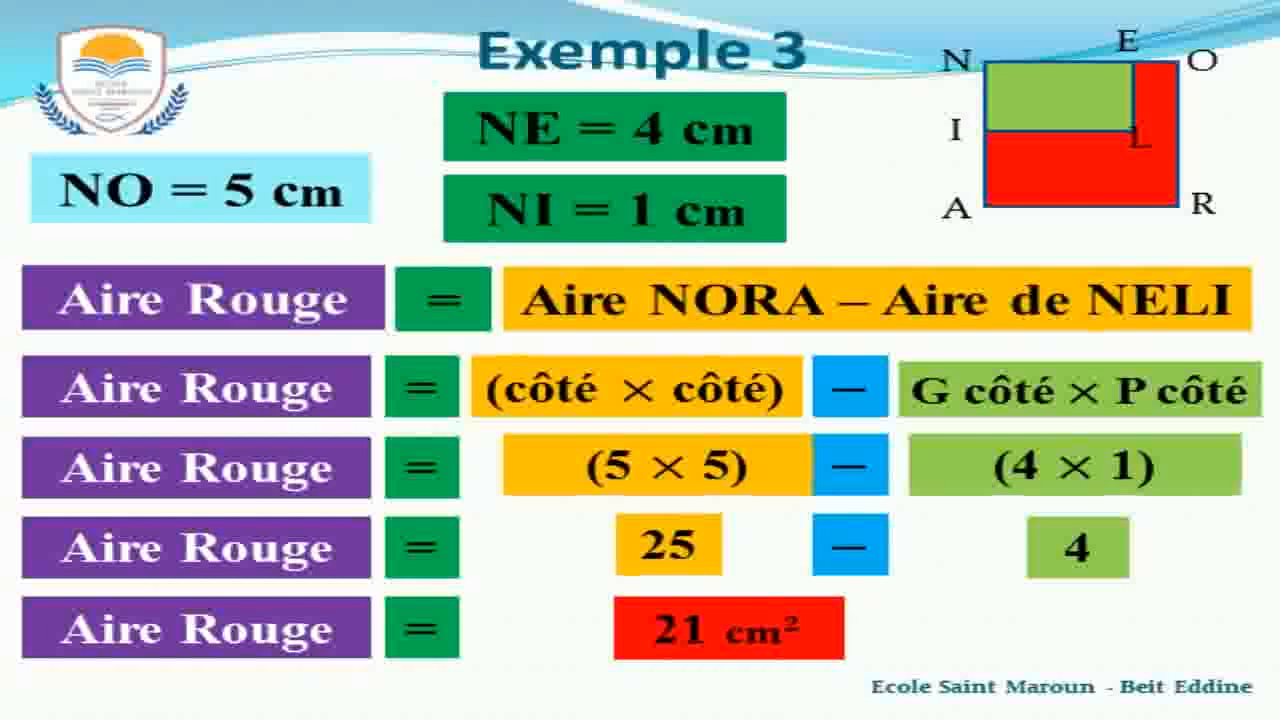 Exemple 3
N E O
I L
A R
NO = 5 cm
NE = 4 cm
NI = 1 cm
Aire Rouge = Aire NORA – Aire de NELI
Aire Rouge = (côté × côté) – G côté × P côté
Aire Rouge = (5 × 5) – (4 × 1)
Aire Rouge = 25 – 4
Aire Rouge = 21 cm²
Ecole Saint Maroun - Beit Eddine